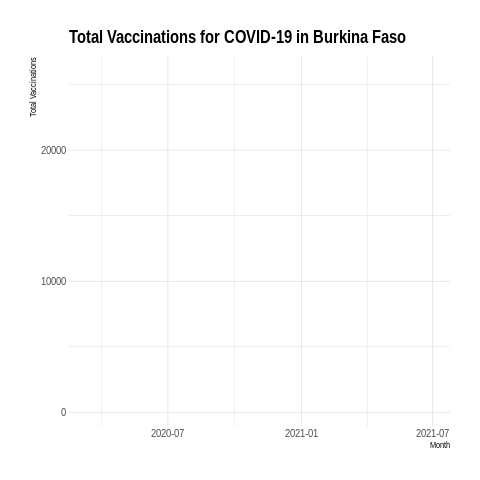 Total Vaccinations for COVID-19 in Burkina Faso
Total Vaccinations
20000
10000
0
2020-07 2021-01 2021-07
Month